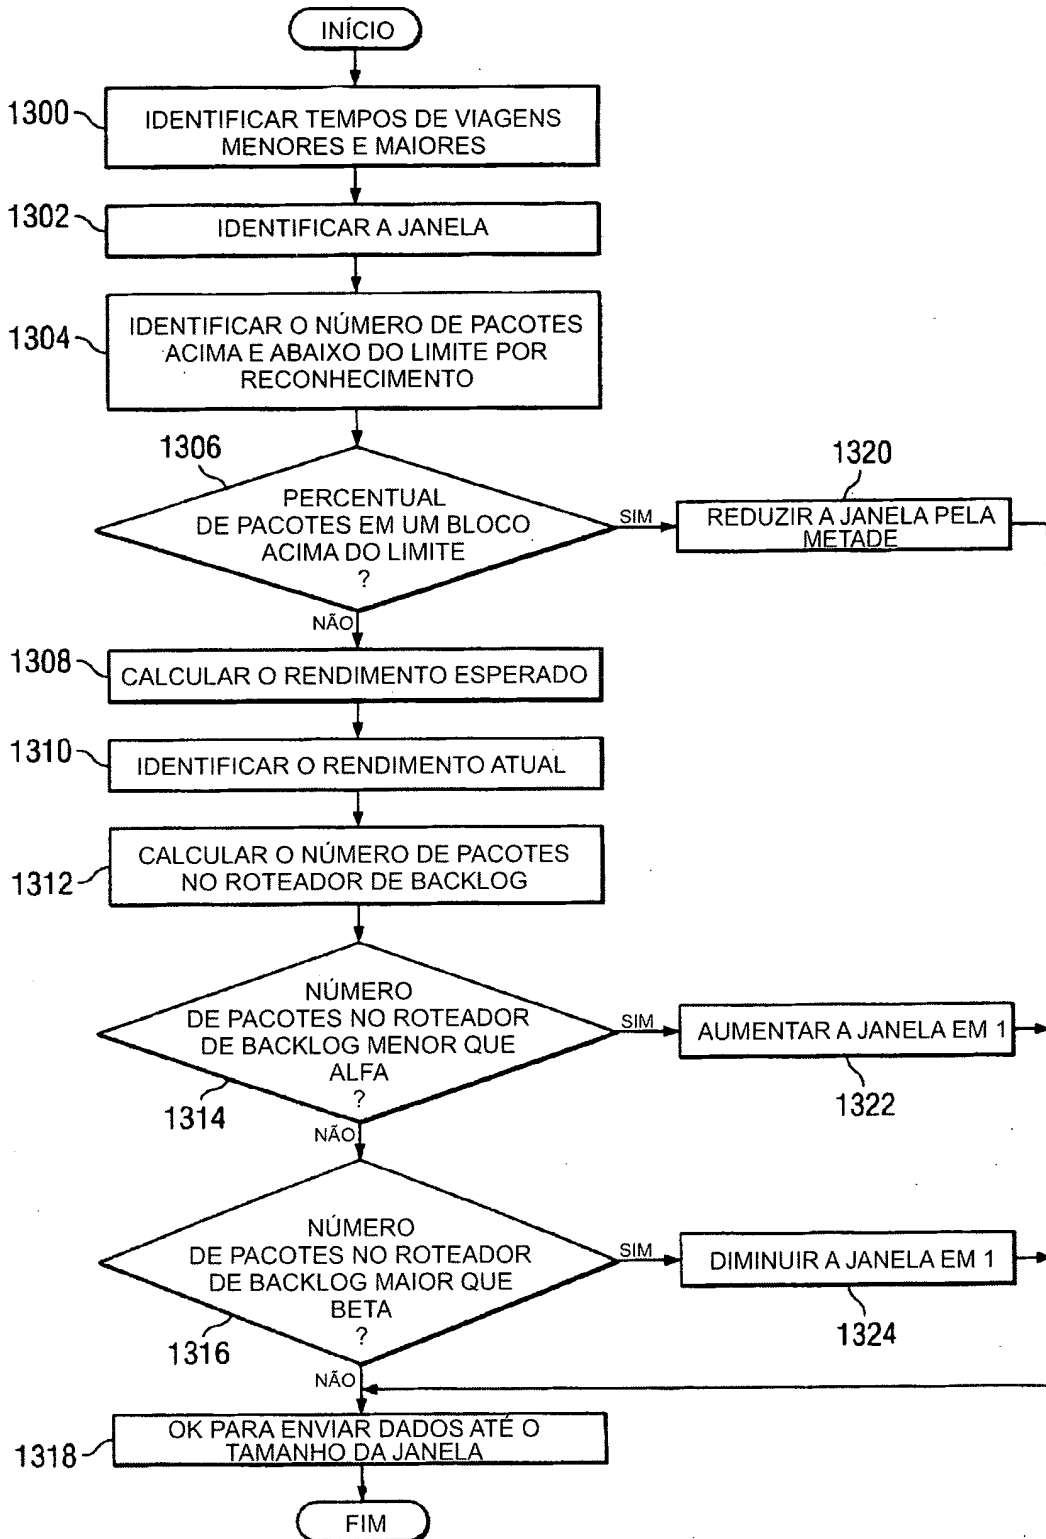 INÍCIO
1300
IDENTIFICAR TEMPOS DE VIAGENS
MENORES E MAIORES
1302
IDENTIFICAR A JANELA
1304
IDENTIFICAR O NÚMERO DE PACOTES
ACIMA E ABAIXO DO LIMITE POR
RECONHECIMENTO
1306
PERCENTUAL
DE PACOTES EM UM BLOCO
ACIMA DO LIMITE
?
SIM
1320
REDUZIR A JANELA PELA
METADE
NÃO
1308
CALCULAR O RENDIMENTO ESPERADO
1310
IDENTIFICAR O RENDIMENTO ATUAL
1312
CALCULAR O NÚMERO DE PACOTES
NO ROTEADOR DE BACKLOG
NÚMERO
DE PACOTES NO ROTEADOR
DE BACKLOG MENOR QUE
ALFA
?
1314
SIM
AUMENTAR A JANELA EM 1
1322
NÃO
NÚMERO
DE PACOTES NO ROTEADOR
DE BACKLOG MAIOR QUE
BETA
?
1316
SIM
DIMINUIR A JANELA EM 1
1324
NÃO
1318
OK PARA ENVIAR DADOS ATÉ O
TAMANHO DA JANELA
FIM